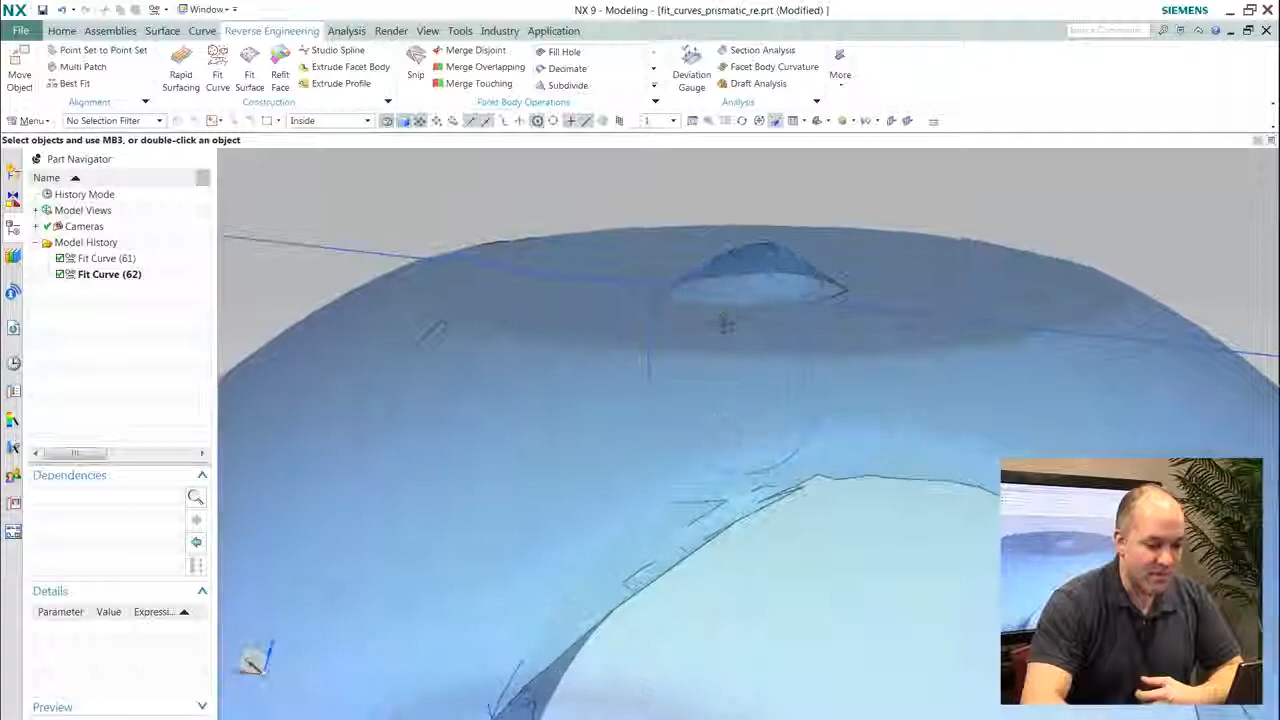 NX
Window
NX 9 - Modeling - [fit_curves_prismatic_re.prt (Modified) ]
SIEMENS
File Home Assemblies Surface Curve Reverse Engineering Analysis Render View Tools Industry Application
Move Object
Point Set to Point Set
Multi Patch
Best Fit
Rapid Surfacing
Fit Curve
Fit Surface
Refit Face
Studio Spline
Extrude Facet Body
Extrude Profile
Snip
Merge Disjoint
Merge Overlapping
Merge Touching
Fill Hole
Decimate
Subdivide
Deviation Gauge
Section Analysis
Facet Body Curvature
Draft Analysis
More
Alignment Construction Facet Body Operations Analysis
Menu No Selection Filter Inside 1
Select objects and use MB3, or double-click an object
Part Navigator
Name
History Mode
Model Views
Cameras
Model History
Fit Curve (61)
Fit Curve (62)
Dependencies
Details
Parameter Value Expressi...
Preview